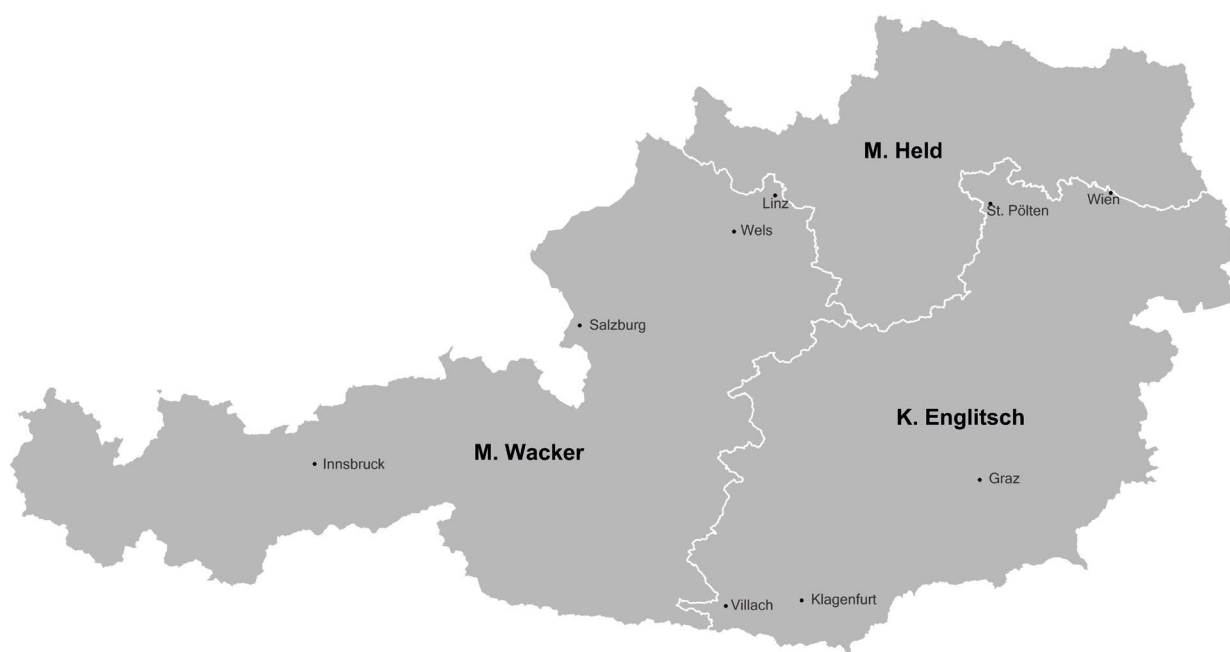 M. Held
Linz
St. Pölten
Wien
Wels
Salzburg
K. Englitsch
M. Wacker
Innsbruck
Graz
Villach
Klagenfurt